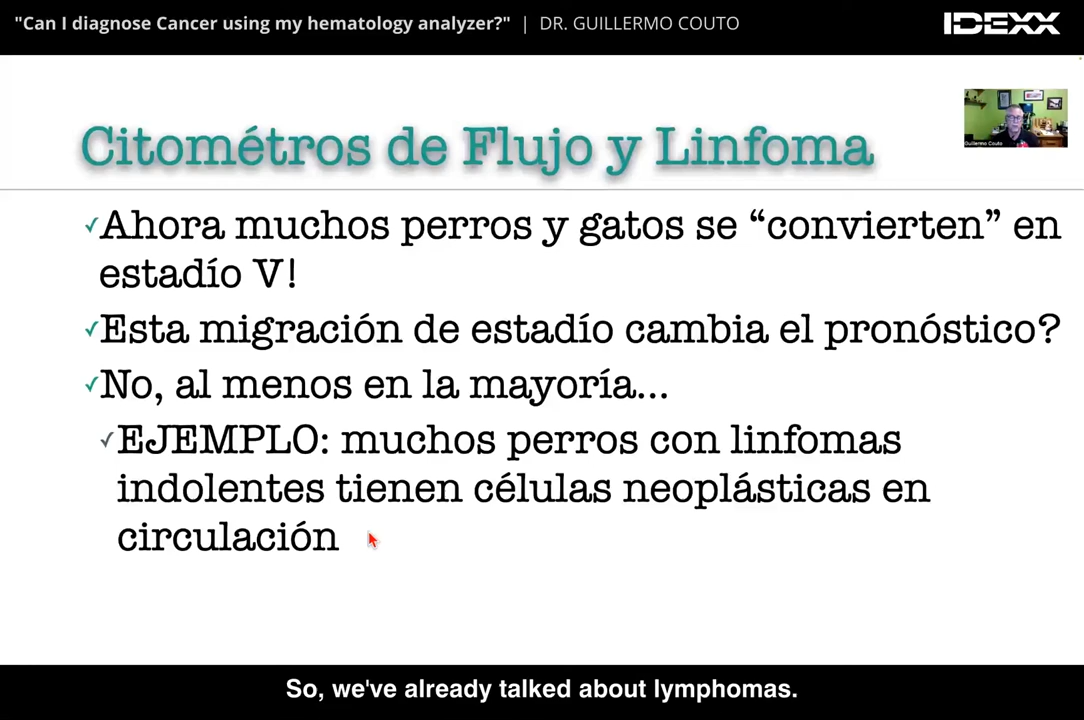 "Can I diagnose Cancer using my hematology analyzer?" | DR. GUILLERMO COUTO
IDEXX
Citométros de Flujo y Linfoma
Guillermo Couto
✓Ahora muchos perros y gatos se “convierten” en
estadío V!
✓Esta migración de estadío cambia el pronóstico?
✓No, al menos en la mayoría...
✓EJEMPLO: muchos perros con linfomas
indolentes tienen células neoplásticas en
circulación
So, we've already talked about lymphomas.